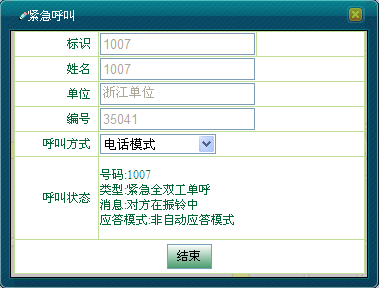 紧急呼叫
标识 1007
姓名 1007
单位 浙江单位
编号 35041
呼叫方式 电话模式
呼叫状态
号码:1007
类型:紧急全双工单呼
消息:对方在振铃中
应答模式:非自动应答模式
结束